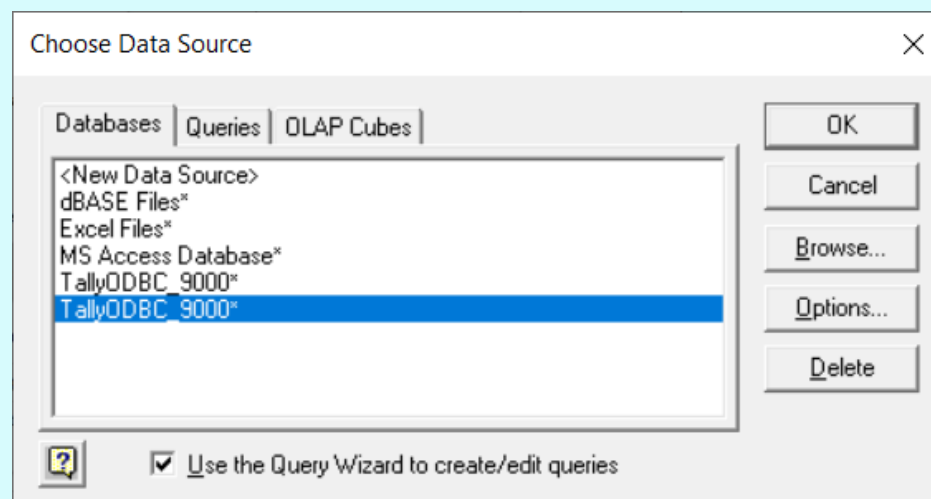 Choose Data Source
Databases Queries OLAP Cubes
<New Data Source>
dBASE Files*
Excel Files*
MS Access Database*
TallyODBC_9000*
TallyODBC_9000*
OK
Cancel
Browse...
Options...
Delete
?
Use the Query Wizard to create/edit queries